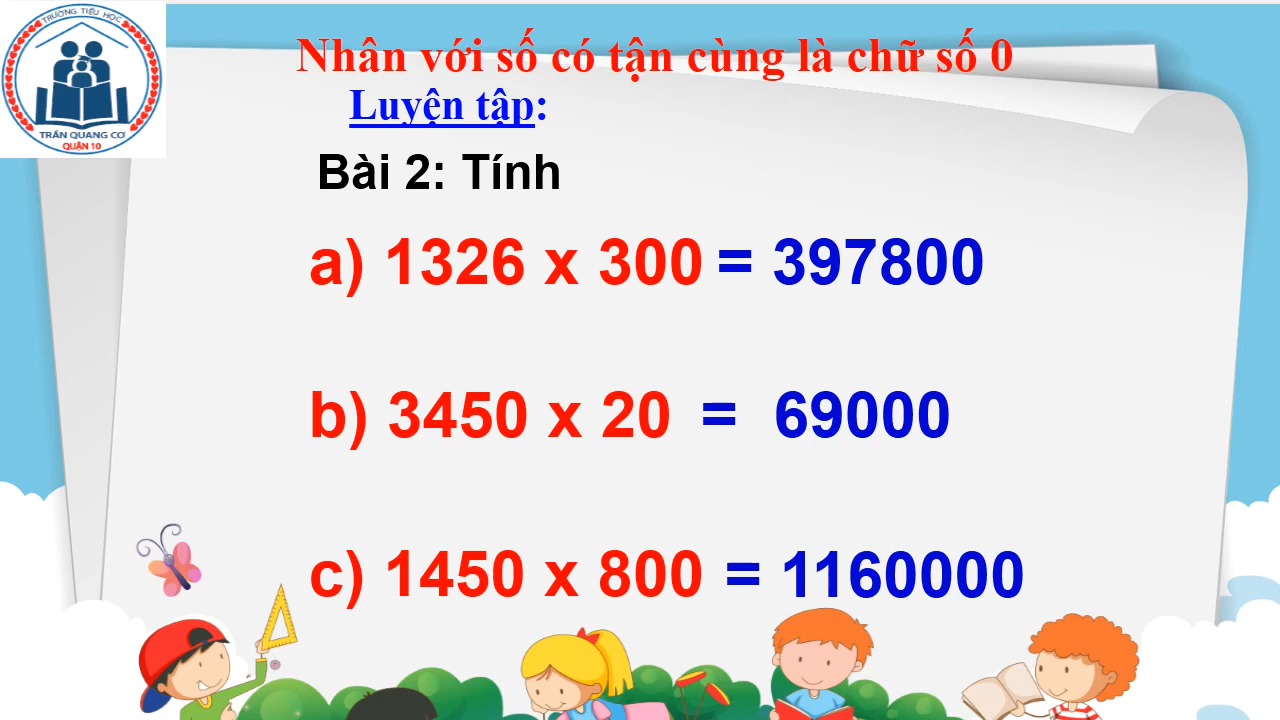 TRƯỜNG TIỂU HỌC
TRẦN QUANG CƠ
QUẬN 10
Nhân với số có tận cùng là chữ số 0
Luyện tập:
Bài 2: Tính
a) 1326 x 300 = 397800
b) 3450 x 20 = 69000
c) 1450 x 800 = 1160000